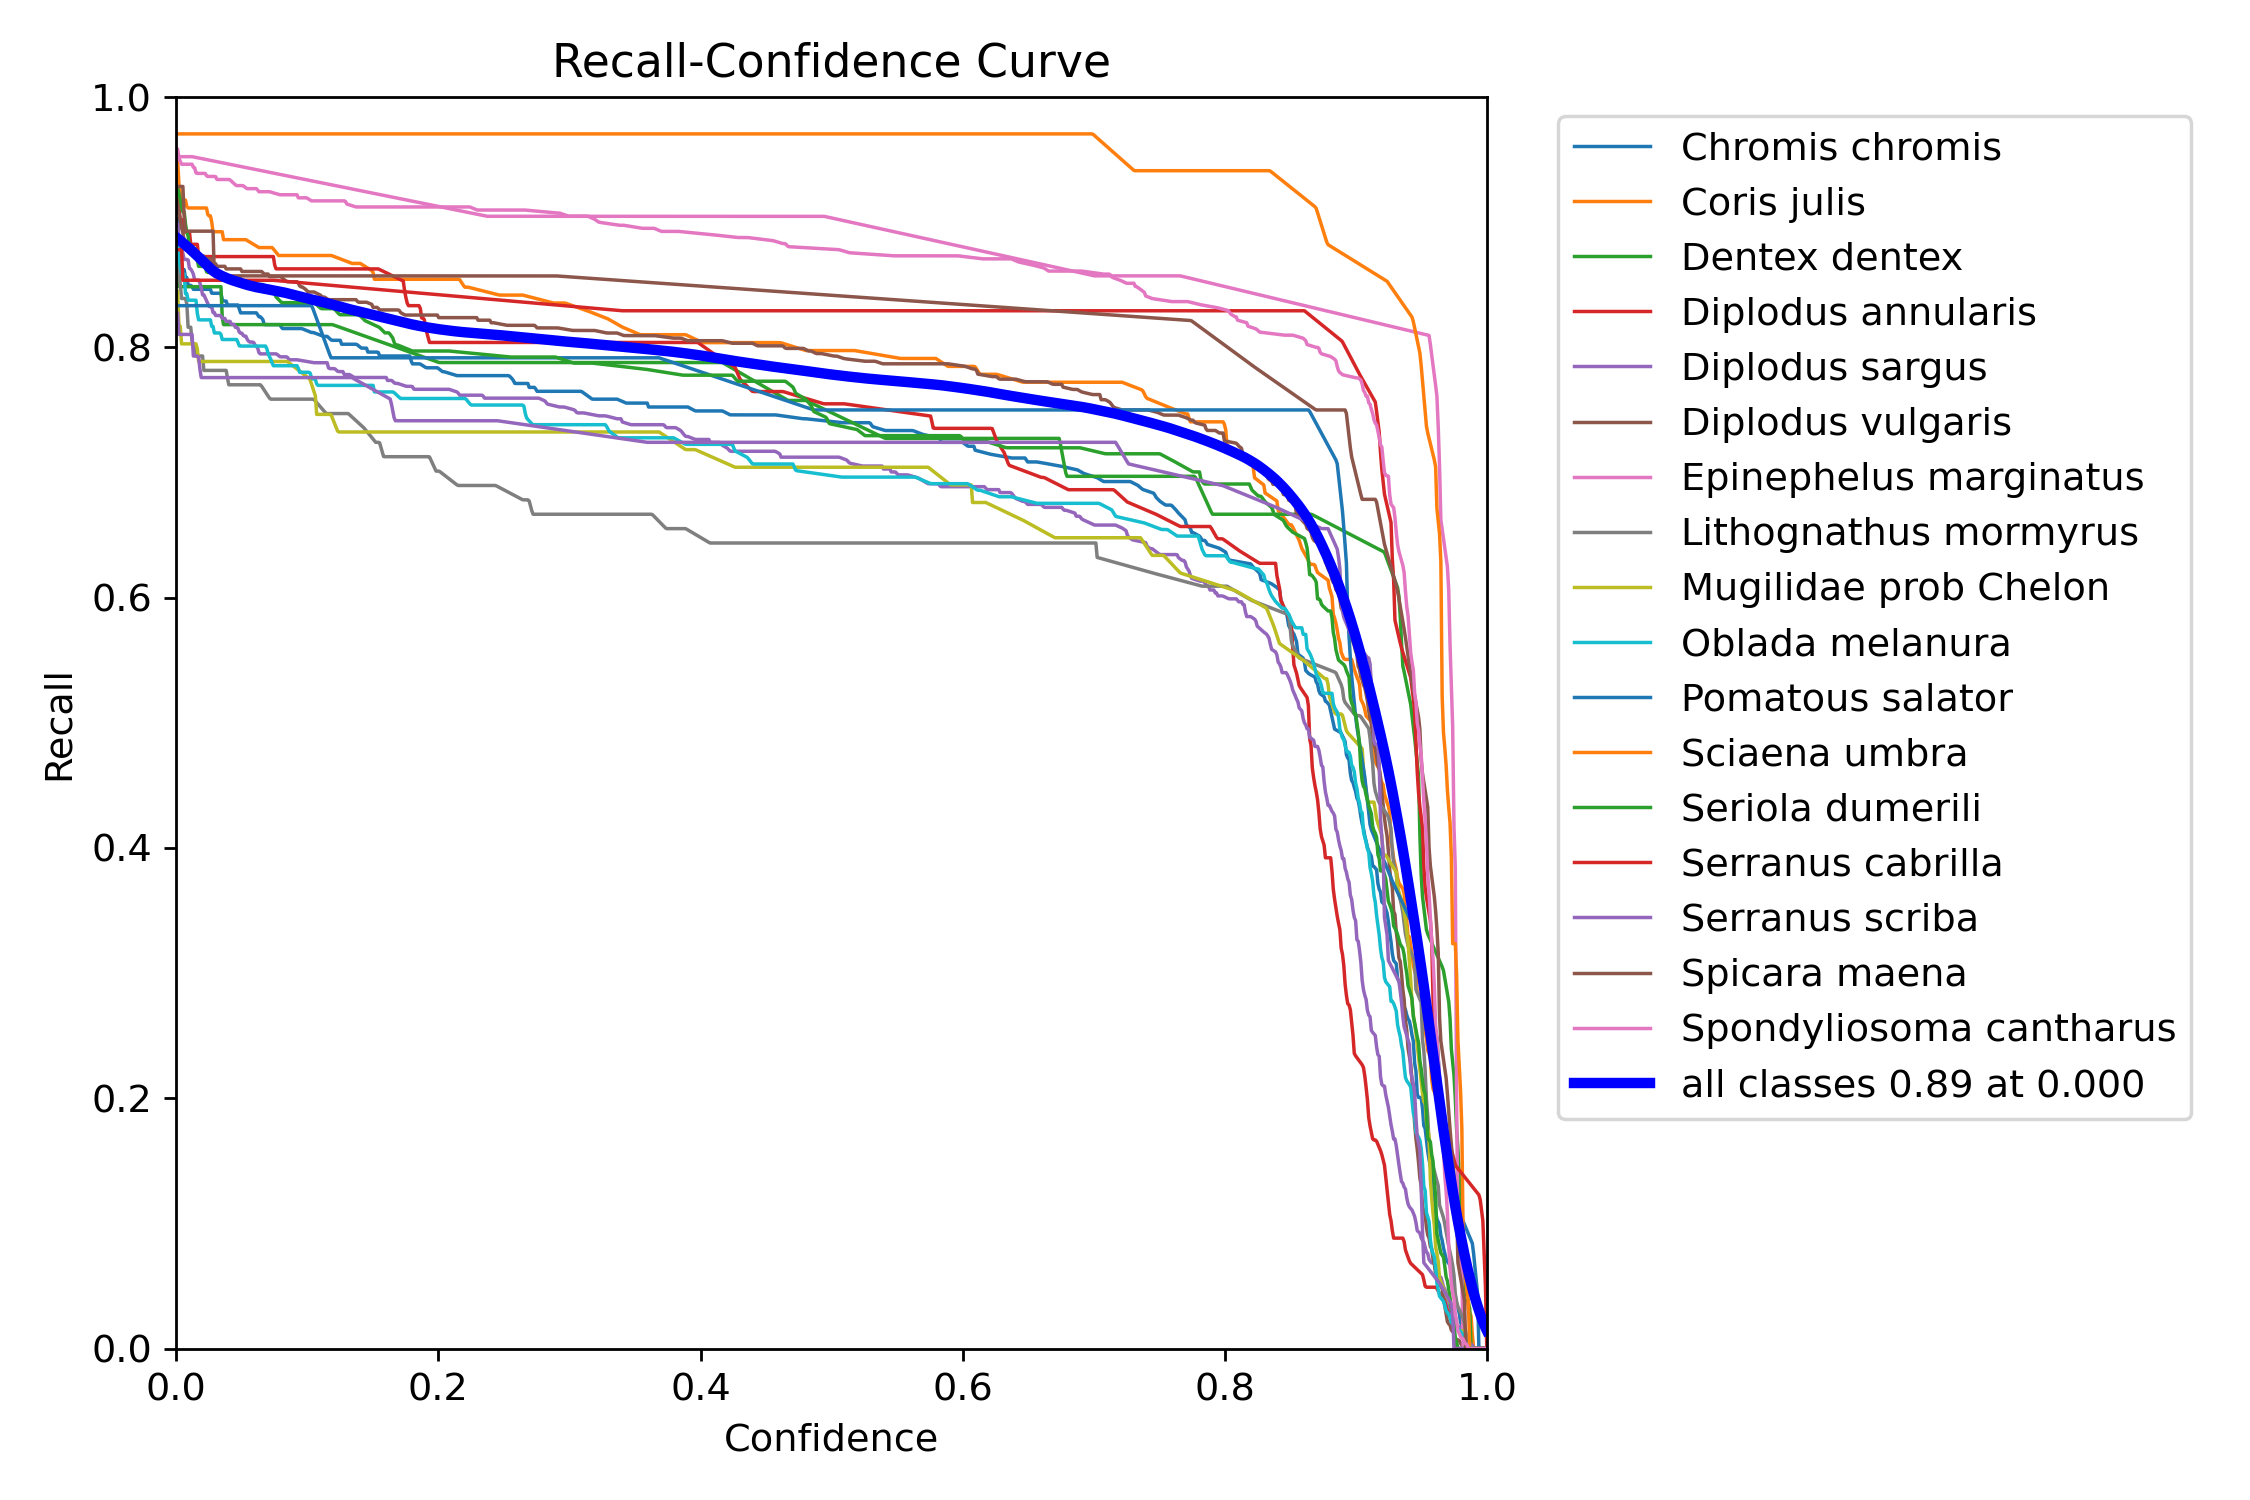 Recall-Confidence Curve
1.0
0.8
0.6
0.4
0.2
0.0
Recall
0.0 0.2 0.4 0.6 0.8 1.0
Confidence
Chromis chromis
Coris julis
Dentex dentex
Diplodus annularis
Diplodus sargus
Diplodus vulgaris
Epinephelus marginatus
Lithognathus mormyrus
Mugilidae prob Chelon
Oblada melanura
Pomatous salator
Sciaena umbra
Seriola dumerili
Serranus cabrilla
Serranus scriba
Spicara maena
Spondyliosoma cantharus
all classes 0.89 at 0.000